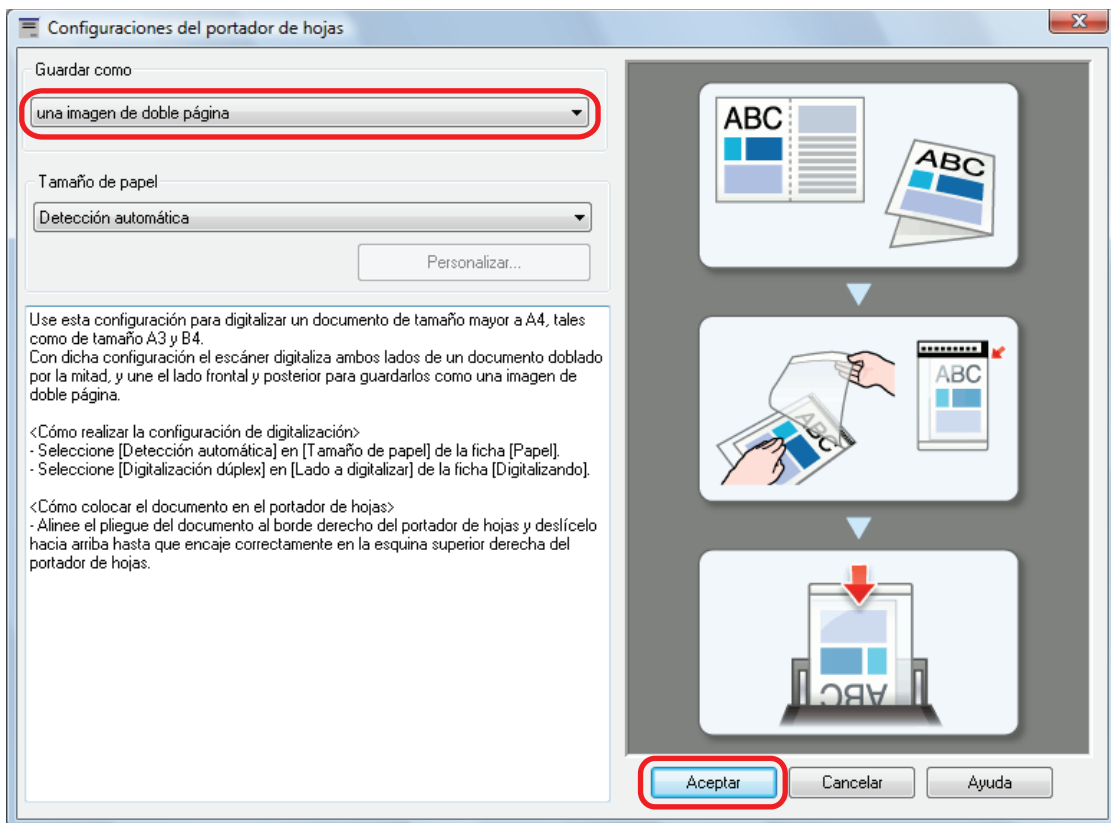 Configuraciones del portador de hojas
Guardar como
una imagen de doble página
Tamaño de papel
Detección automática
Personalizar...
Use esta configuración para digitalizar un documento de tamaño mayor a A4, tales
como de tamaño A3 y B4.
Con dicha configuración el escáner digitaliza ambos lados de un documento doblado
por la mitad, y une el lado frontal y posterior para guardarlos como una imagen de
doble página.
<Cómo realizar la configuración de digitalización>
- Seleccione [Detección automática] en [Tamaño de papel] de la ficha [Papel].
- Seleccione [Digitalización dúplex] en [Lado a digitalizar] de la ficha [Digitalizando].
<Cómo colocar el documento en el portador de hojas>
- Alinee el pliegue del documento al borde derecho del portador de hojas y deslícelo
hacia arriba hasta que encaje correctamente en la esquina superior derecha del
portador de hojas.
ABC
ABC
ABC
ABC
ABC
Aceptar
Cancelar
Ayuda